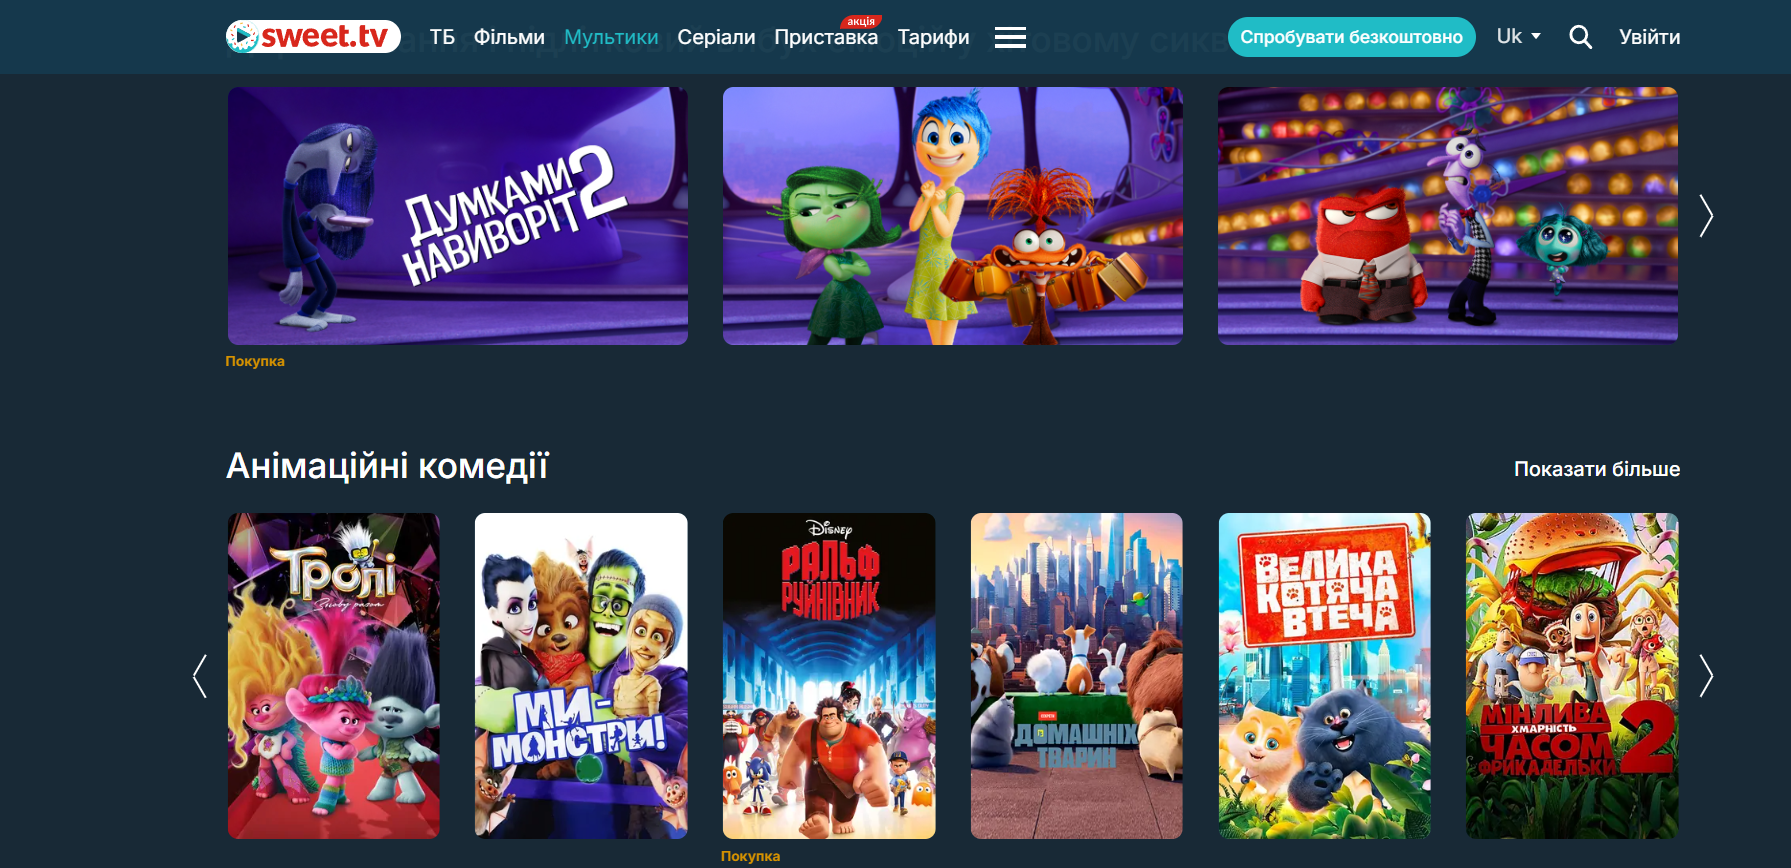 sweet.tv
ТБ
Фільми
Мультики
Серіали
Приставка
акція
Тарифи
Спробувати безкоштовно
Uk
Увійти
ДУМКАМИ
НАВИВОРІТ 2
Покупка
Анімаційні комедії
Показати більше
Тролі
Знову разом
МИ-
МОНСТРИ!
Disney
РАЛЬФ
РУЙНІВНИК
Покупка
ДОМАШНІХ
ТВАРИН
ВЕЛИКА
КОТЯЧА
ВТЕЧА
МІНЛИВА
ХМАРНІСТЬ
ЧАСОМ
ФРИКАДЕЛЬКИ 2